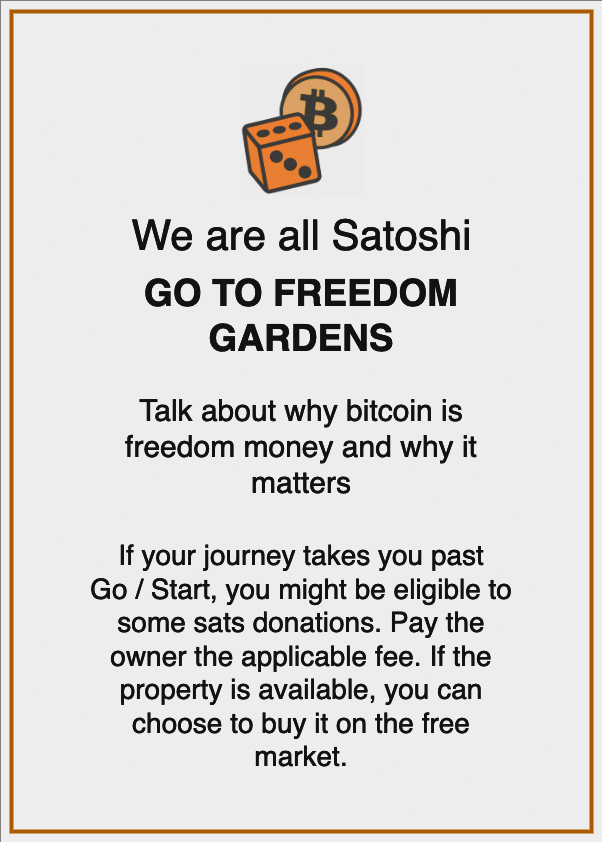 We are all Satoshi
GO TO FREEDOM
GARDENS
Talk about why bitcoin is
freedom money and why it
matters
If your journey takes you past
Go / Start, you might be eligible to
some sats donations. Pay the
owner the applicable fee. If the
property is available, you can
choose to buy it on the free
market.